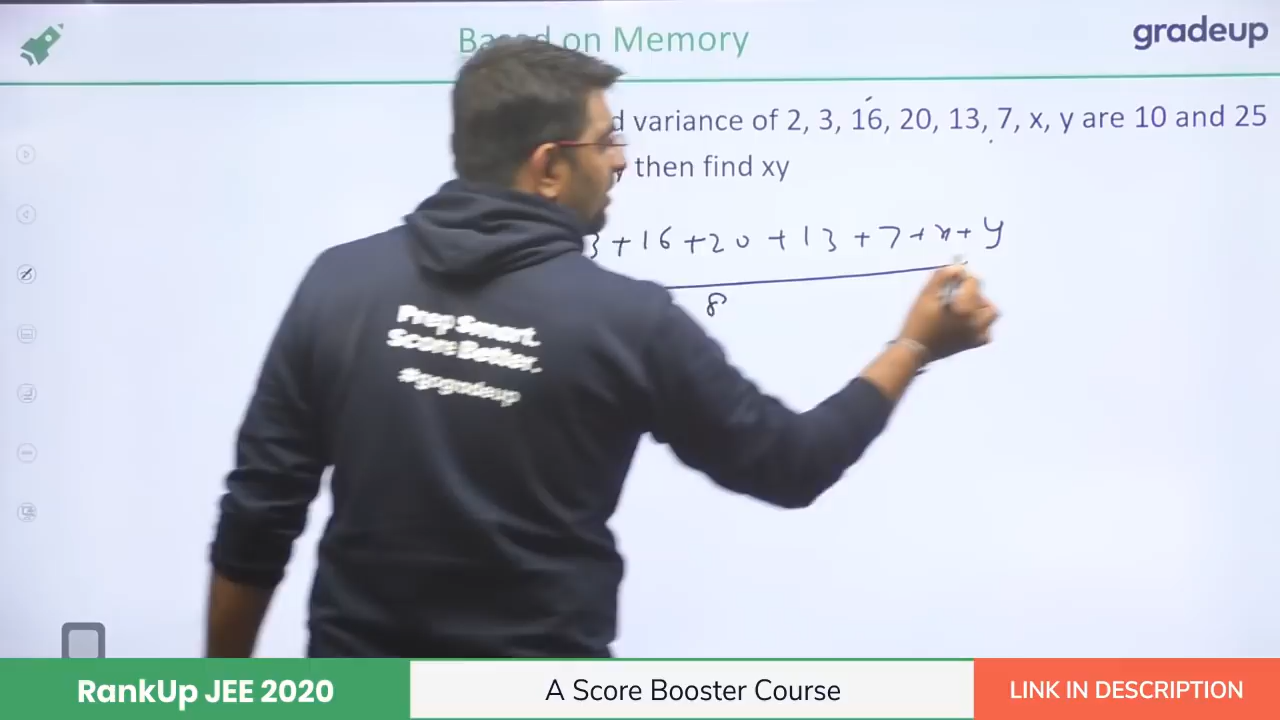 Based on Memory
gradeup
d variance of 2, 3, 16, 20, 13, 7, x, y are 10 and 25
then find xy
3 + 16 + 20 + 13 + 7 + x + y
8
Prep Smart.
Score Better.
#gogradeup
RankUp JEE 2020
A Score Booster Course
LINK IN DESCRIPTION